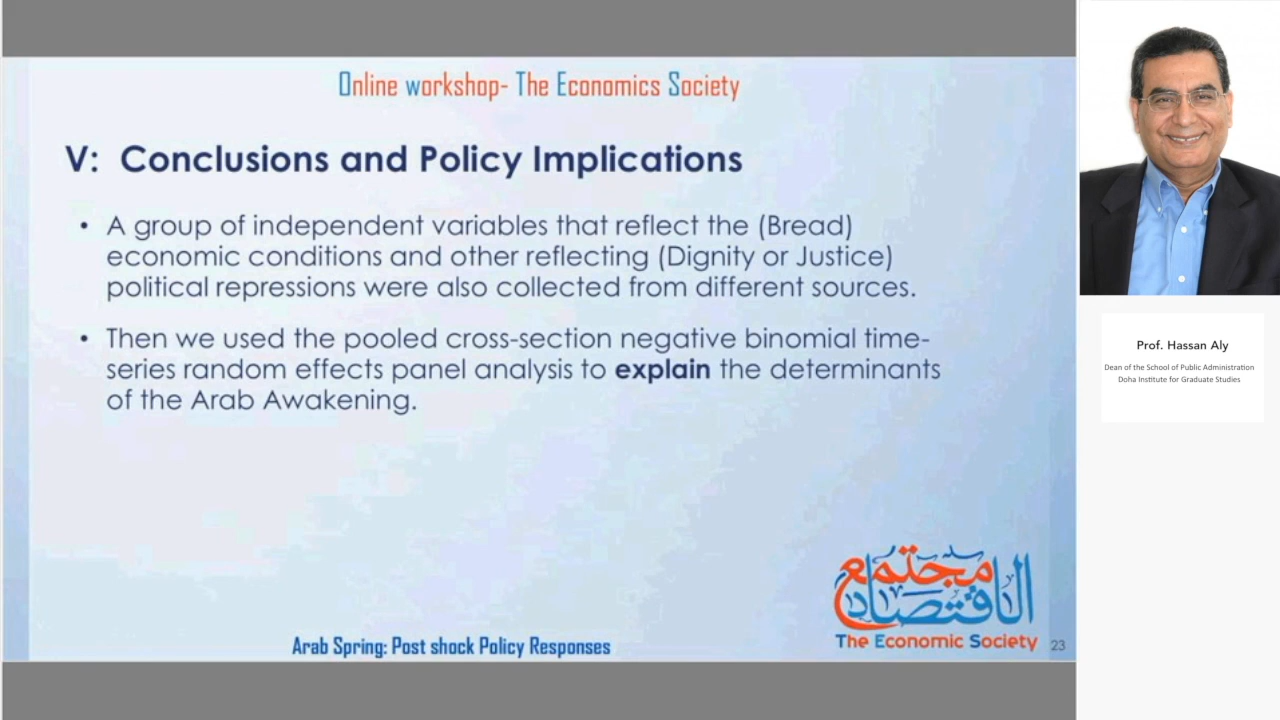 Online workshop- The Economics Society
V: Conclusions and Policy Implications
• A group of independent variables that reflect the (Bread)
economic conditions and other reflecting (Dignity or Justice)
political repressions were also collected from different sources.
• Then we used the pooled cross-section negative binomial time-
series random effects panel analysis to explain the determinants
of the Arab Awakening.
مجتمع
الاقتصاد
The Economic Society
Arab Spring: Post shock Policy Responses
23
Prof. Hassan Aly
Dean of the School of Public Administration
Doha Institute for Graduate Studies